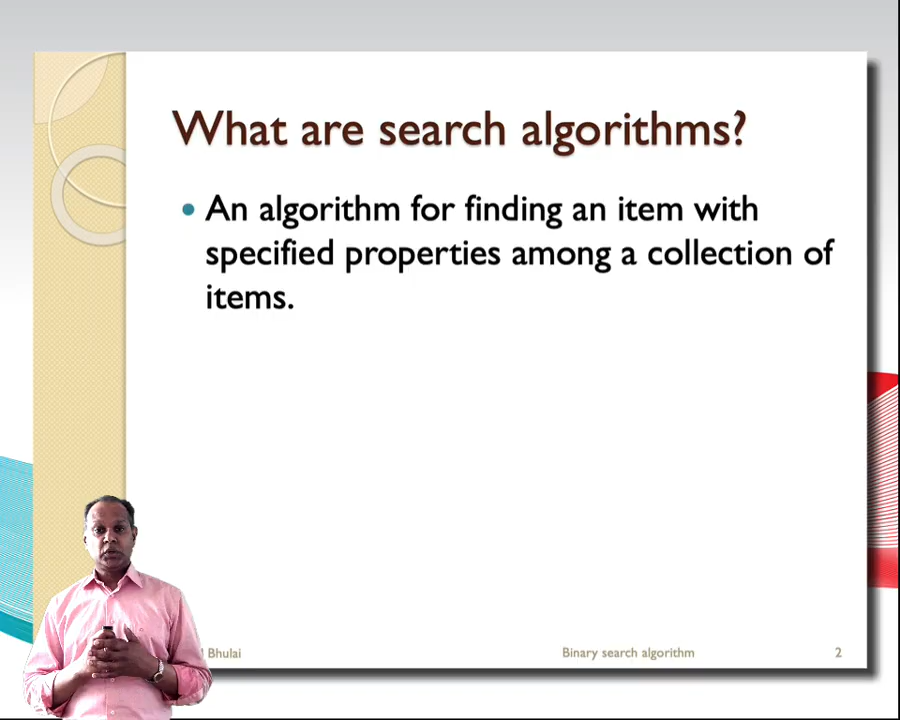 What are search algorithms?
• An algorithm for finding an item with
specified properties among a collection of
items.
Bhulai
Binary search algorithm
2